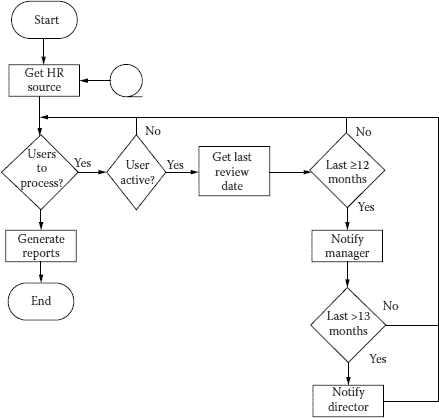 Start
Get HR
source
No
No
Users
to
process?
Yes
User
active?
Yes
Get last
review
date
Last ≥12
months
Yes
Generate
reports
Notify
manager
End
Last >13
months
No
Yes
Notify
director